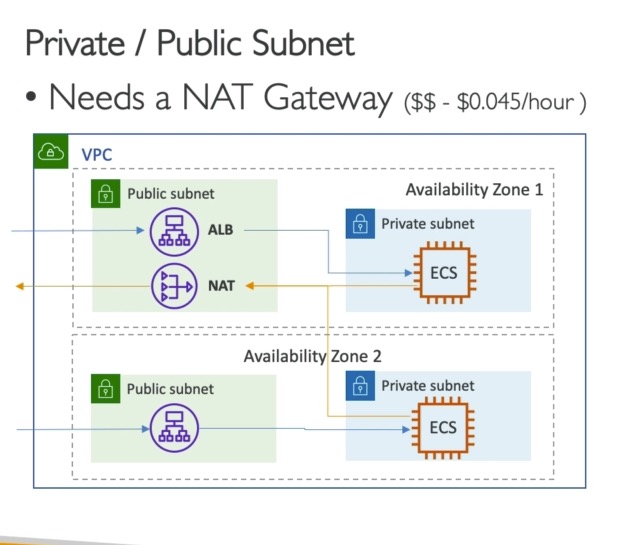 Private / Public Subnet
• Needs a NAT Gateway ($$ - $0.045/hour )
VPC
Availability Zone 1
Public subnet
ALB
NAT
Private subnet
ECS
Availability Zone 2
Public subnet
Private subnet
ECS